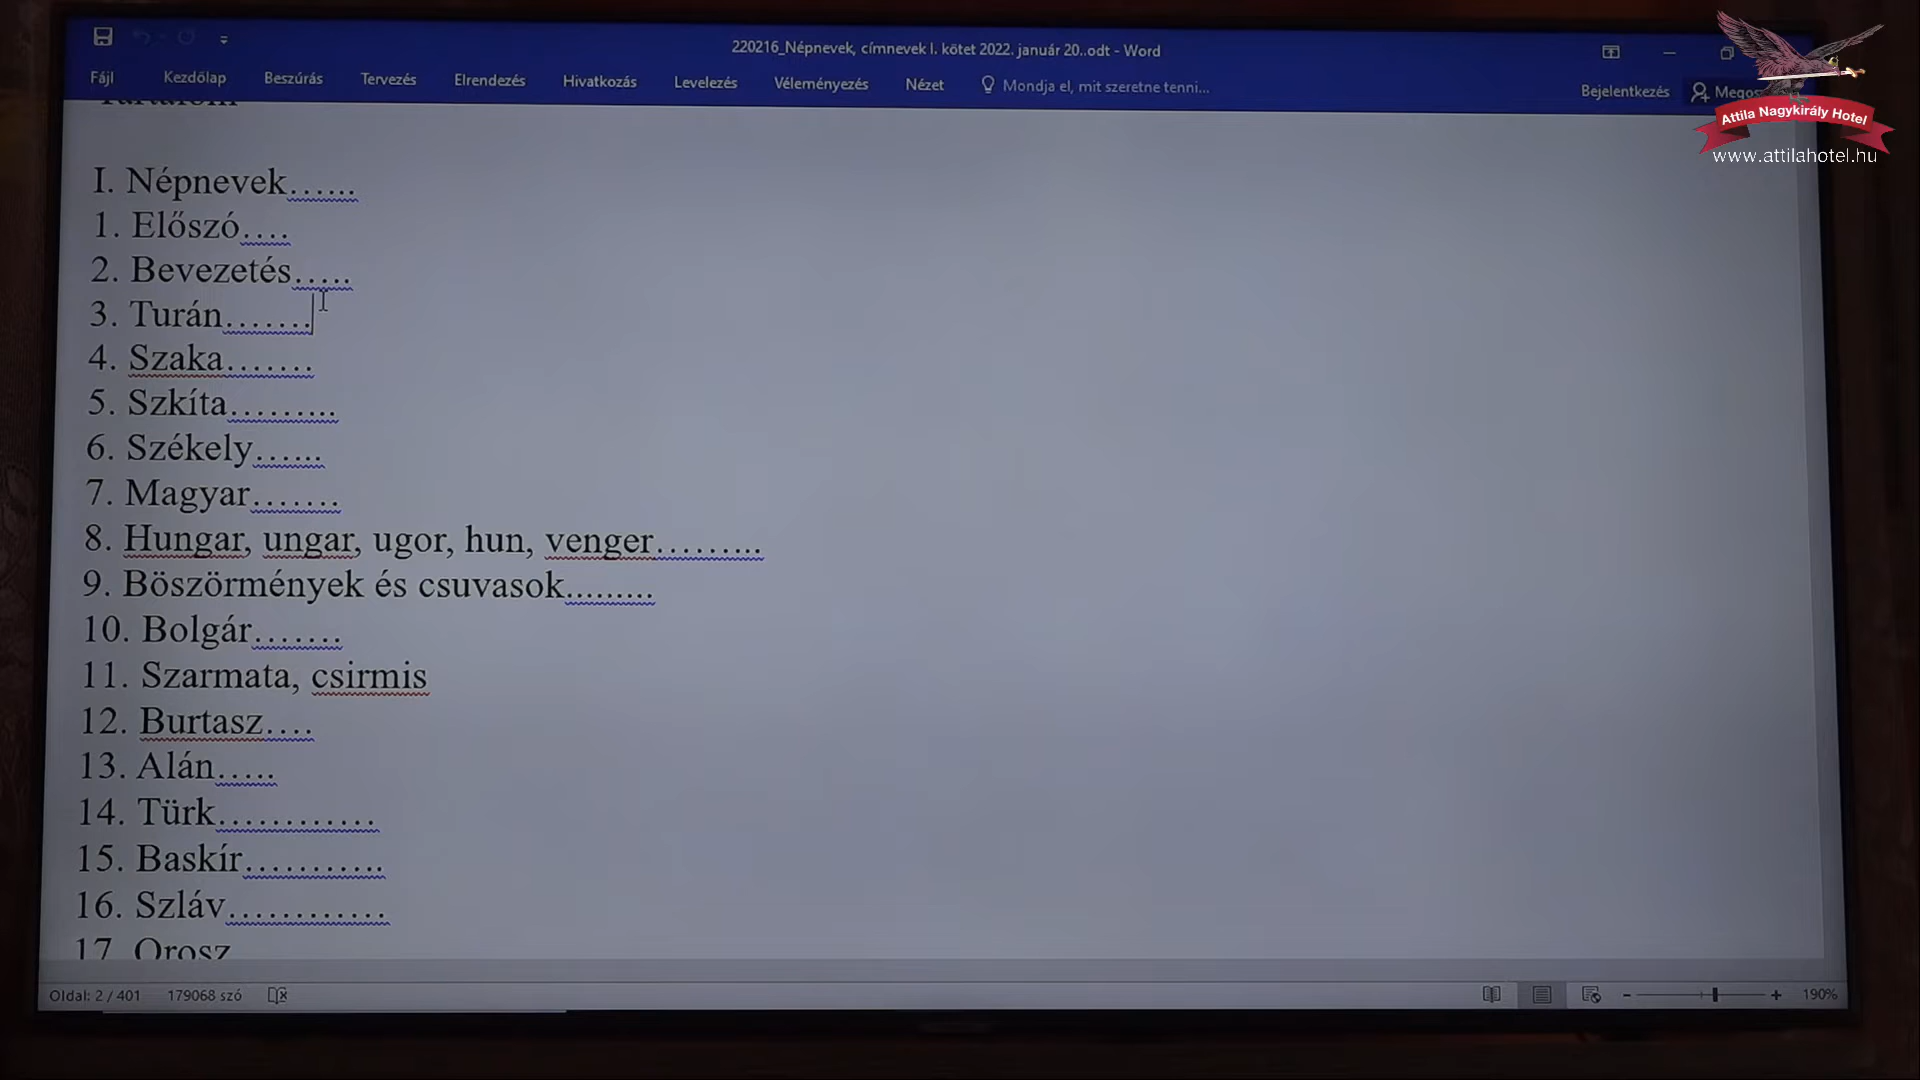 220216_Népnevek, címnevek I. kötet 2022. január 20..odt - Word
Fájl Kezdőlap Beszúrás Tervezés Elrendezés Hivatkozás Levelezés Véleményezés Nézet Mondja el, mit szeretne tenni... Bejelentkezés
Attila Nagykirály Hotel
www.attilahotel.hu
Tartalom
I. Népnevek…...
1. Előszó….
2. Bevezetés.….
3. Turán…….
4. Szaka…….
5. Szkíta……...
6. Székely…...
7. Magyar…….
8. Hungar, ungar, ugor, hun, venger……...
9. Böszörmények és csuvasok.........
10. Bolgár…….
11. Szarmata, csirmis
12. Burtasz….
13. Alán…..
14. Türk…………
15. Baskír………..
16. Szláv…………
17. Orosz
Oldal: 2 / 401 179068 szó 190%